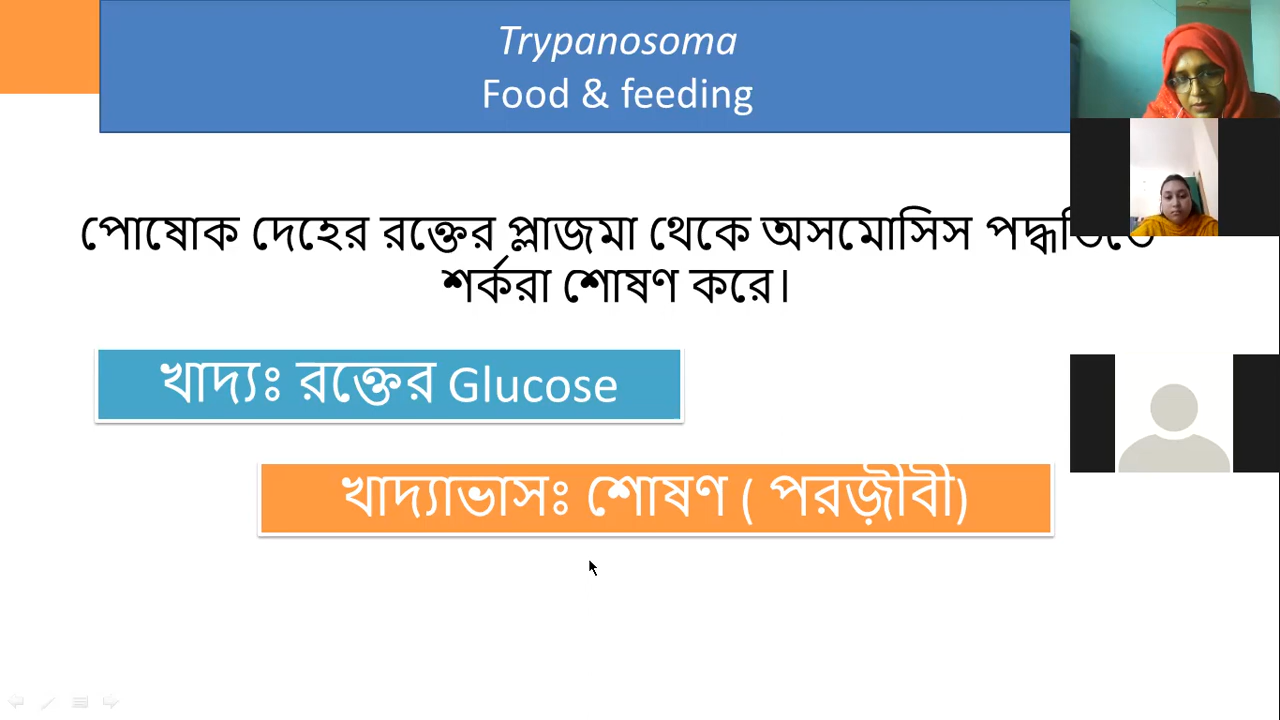 Trypanosoma
Food & feeding
পোষোক দেহের রক্তের প্লাজমা থেকে অসমোসিস পদ্ধতিতে
শর্করা শোষণ করে।
খাদ্যঃ রক্তের Glucose
খাদ্যাভাসঃ শোষণ ( পরজ়ীবী)